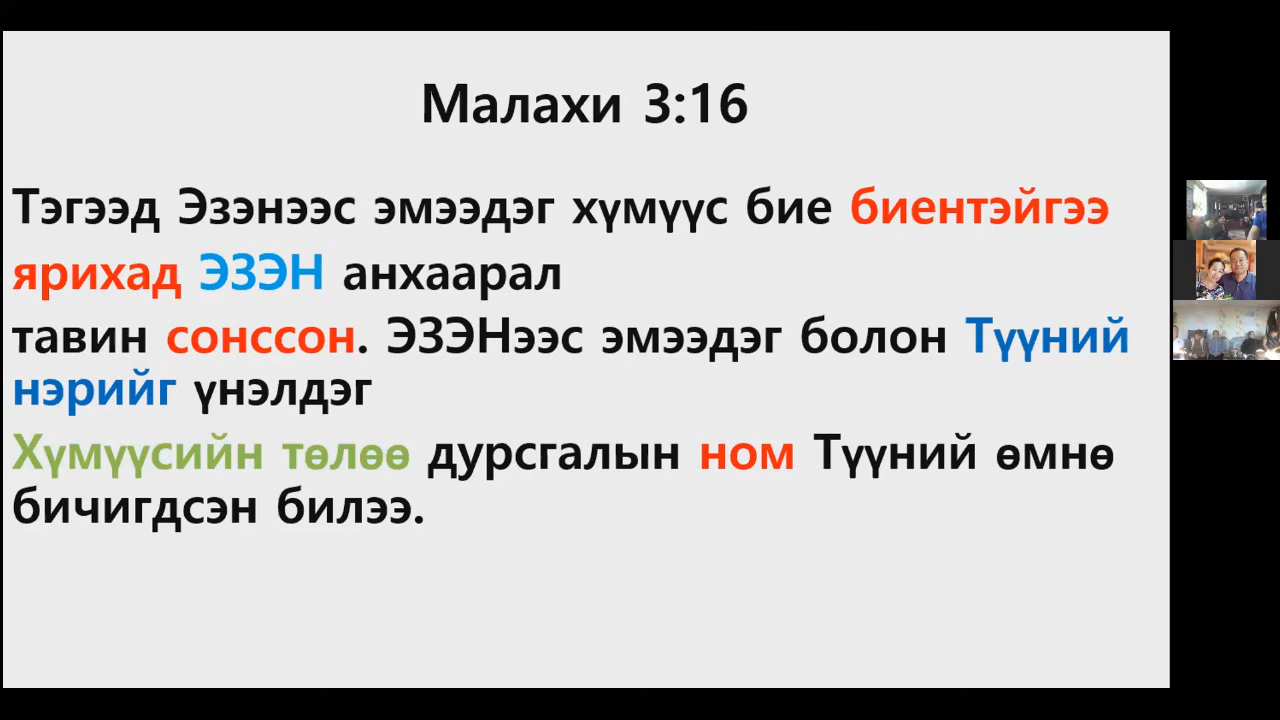 Малахи 3:16
Тэгээд Эзэнээс эмээдэг хүмүүс бие биентэйгээ
ярихад ЭЗЭН анхаарал
тавин сонссон. ЭЗЭНээс эмээдэг болон Түүний
нэрийг үнэлдэг
Хүмүүсийн төлөө дурсгалын ном Түүний өмнө
бичигдсэн билээ.